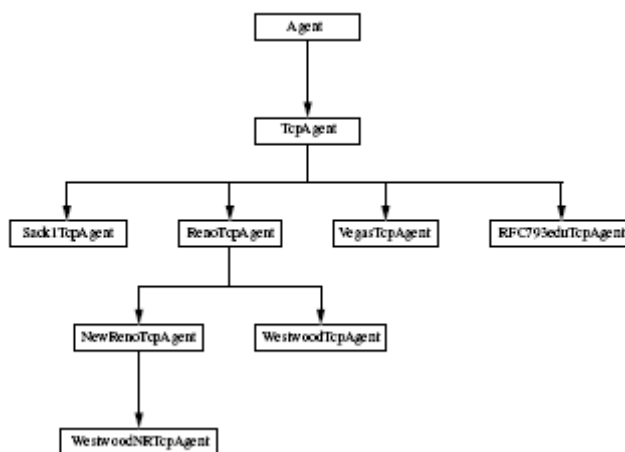 Agent
TcpAgent
Sack1TcpAgent
RenoTcpAgent
VegasTcpAgent
RFC793eduTcpAgent
NewRenoTcpAgent
WestwoodTcpAgent
WestwoodNRTcpAgent